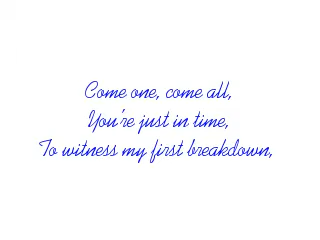 Come one, come all,
You're just in time,
To witness my first breakdown,